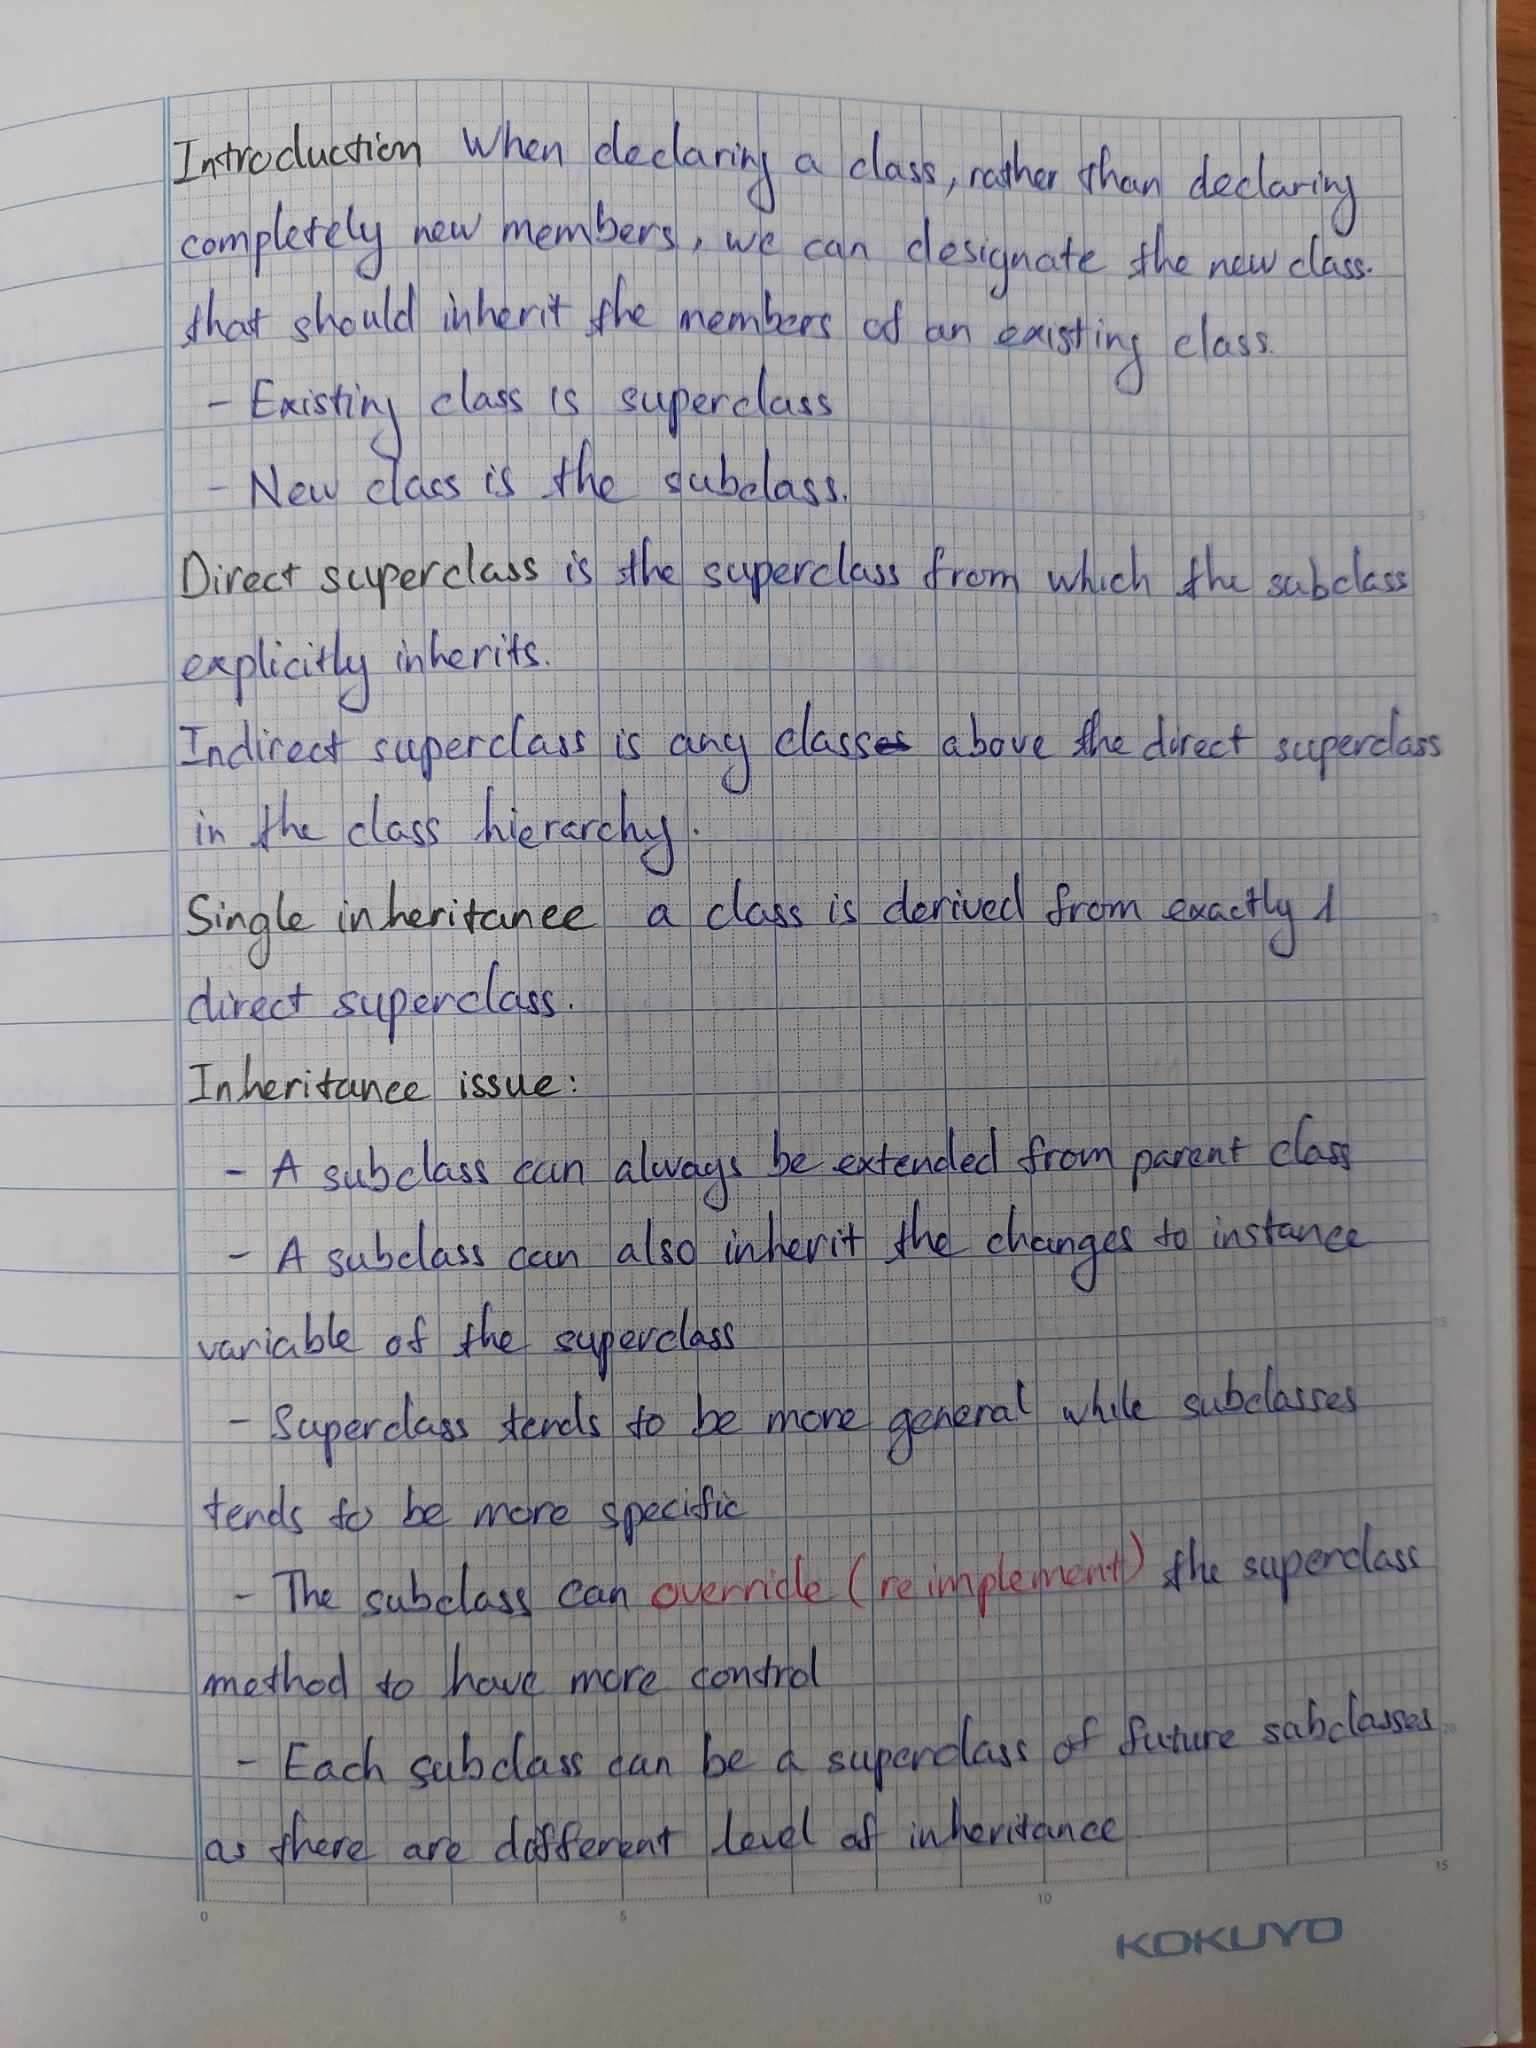 Introduction When declaring a class, rather than declaring
completely new members, we can designate the new class.
that should inherit the members of an existing class.
- Existing class is superclass
- New class is the subclass.
Direct superclass is the superclass from which the subclass
explicitly inherits.
Indirect superclass is any class above the direct superclass
in the class hierarchy.
Single inheritance a class is derived from exactly 1
direct superclass.
Inheritance issue:
- A subclass can always be extended from parent class
- A subclass can also inherit the changes to instance
variable of the superclass
- Superclass tends to be more general while subclasses
tends to be more specific
- The subclass can override (reimplement) the superclass
method to have more control
- Each subclass can be a superclass of future subclasses
as there are different level of inheritance
0 5 10 15
KOKUYO